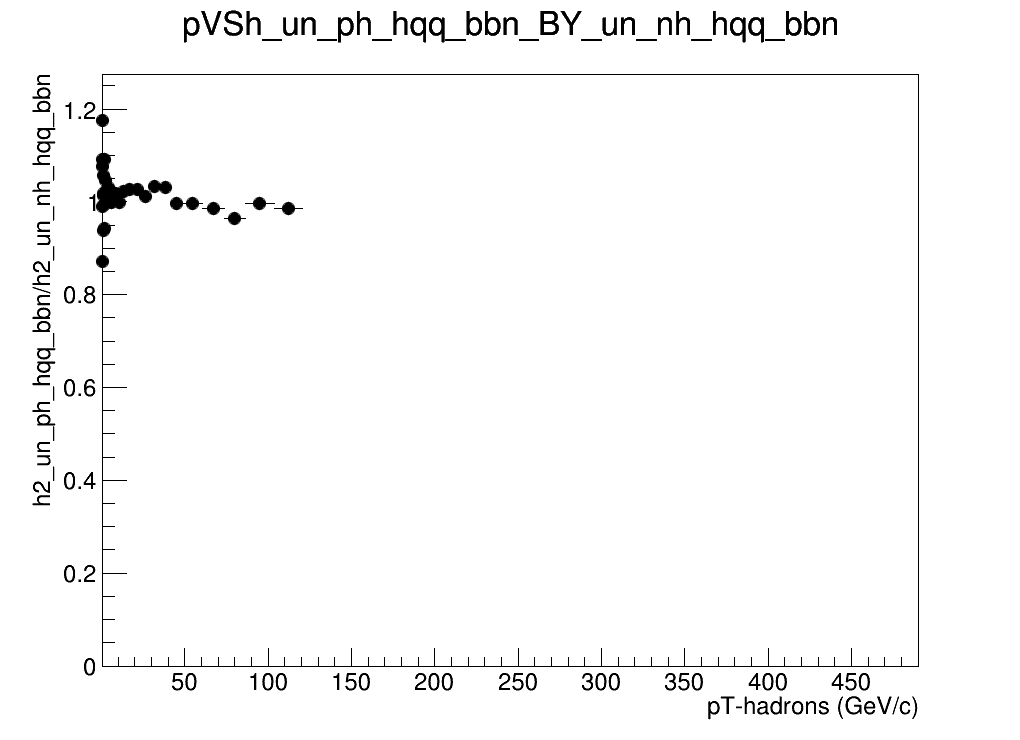 pVSh_un_ph_hqq_bbn_BY_un_nh_hqq_bbn
h2_un_ph_hqq_bbn/h2_un_nh_hqq_bbn
1.2
1
0.8
0.6
0.4
0.2
0
50 100 150 200 250 300 350 400 450
pT-hadrons (GeV/c)